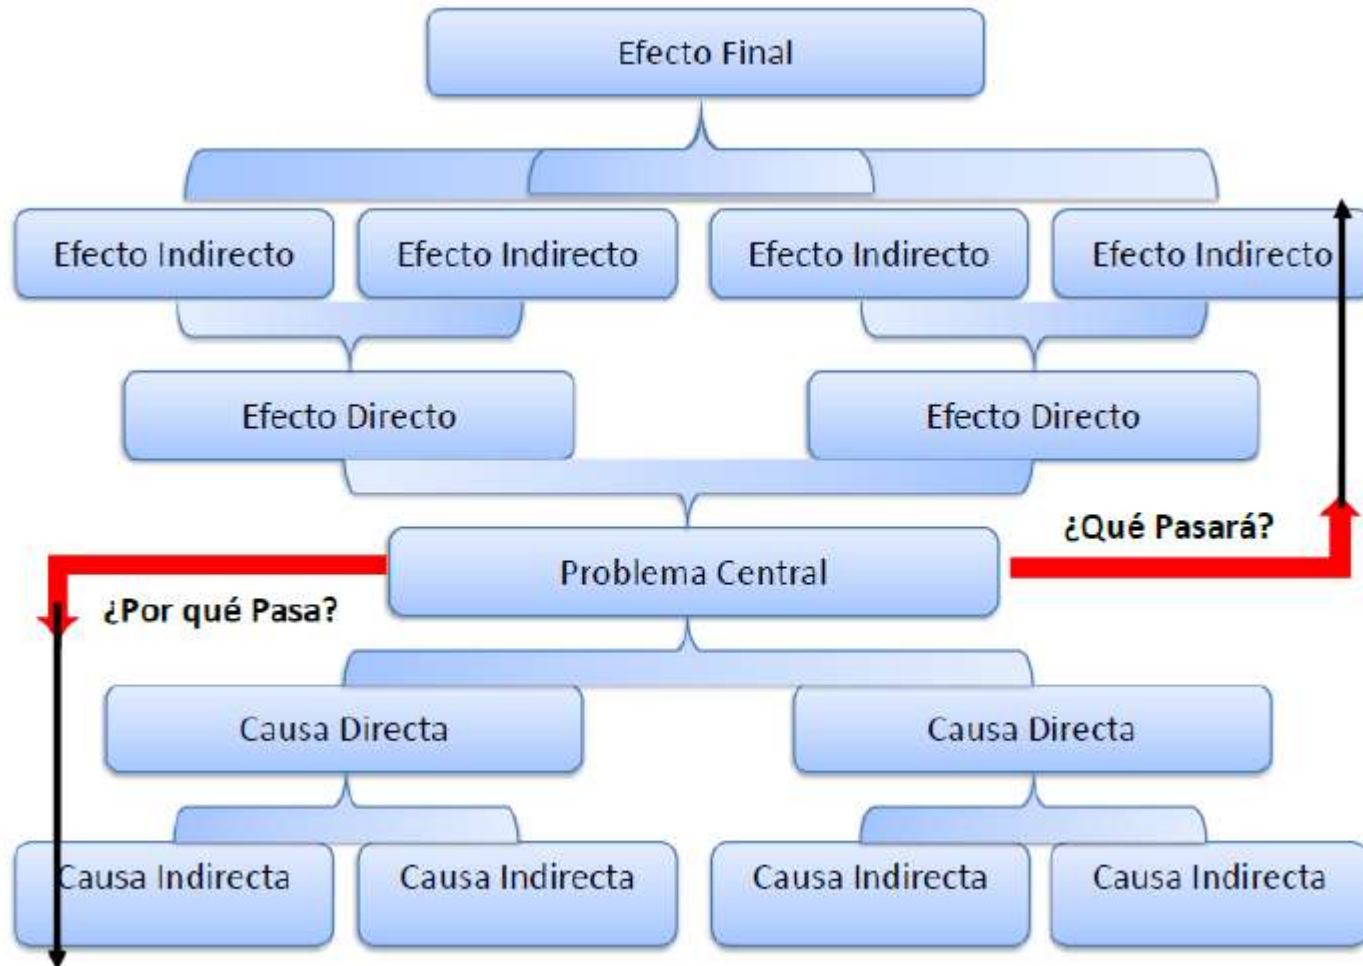 Efecto Final
Efecto Indirecto
Efecto Indirecto
Efecto Indirecto
Efecto Indirecto
Efecto Directo
Efecto Directo
¿Qué Pasará?
Problema Central
¿Por qué Pasa?
Causa Directa
Causa Directa
Causa Indirecta
Causa Indirecta
Causa Indirecta
Causa Indirecta